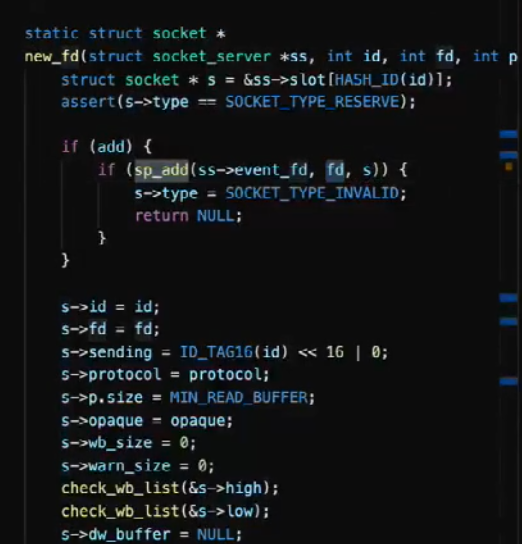 static struct socket *
new_fd(struct socket_server *ss, int id, int fd, int p
struct socket * s = &ss->slot[HASH_ID(id)];
assert(s->type == SOCKET_TYPE_RESERVE);
if (add) {
if (sp_add(ss->event_fd, fd, s)) {
s->type = SOCKET_TYPE_INVALID;
return NULL;
}
}
s->id = id;
s->fd = fd;
s->sending = ID_TAG16(id) << 16 | 0;
s->protocol = protocol;
s->p.size = MIN_READ_BUFFER;
s->opaque = opaque;
s->wb_size = 0;
s->warn_size = 0;
check_wb_list(&s->high);
check_wb_list(&s->low);
s->dw_buffer = NULL;